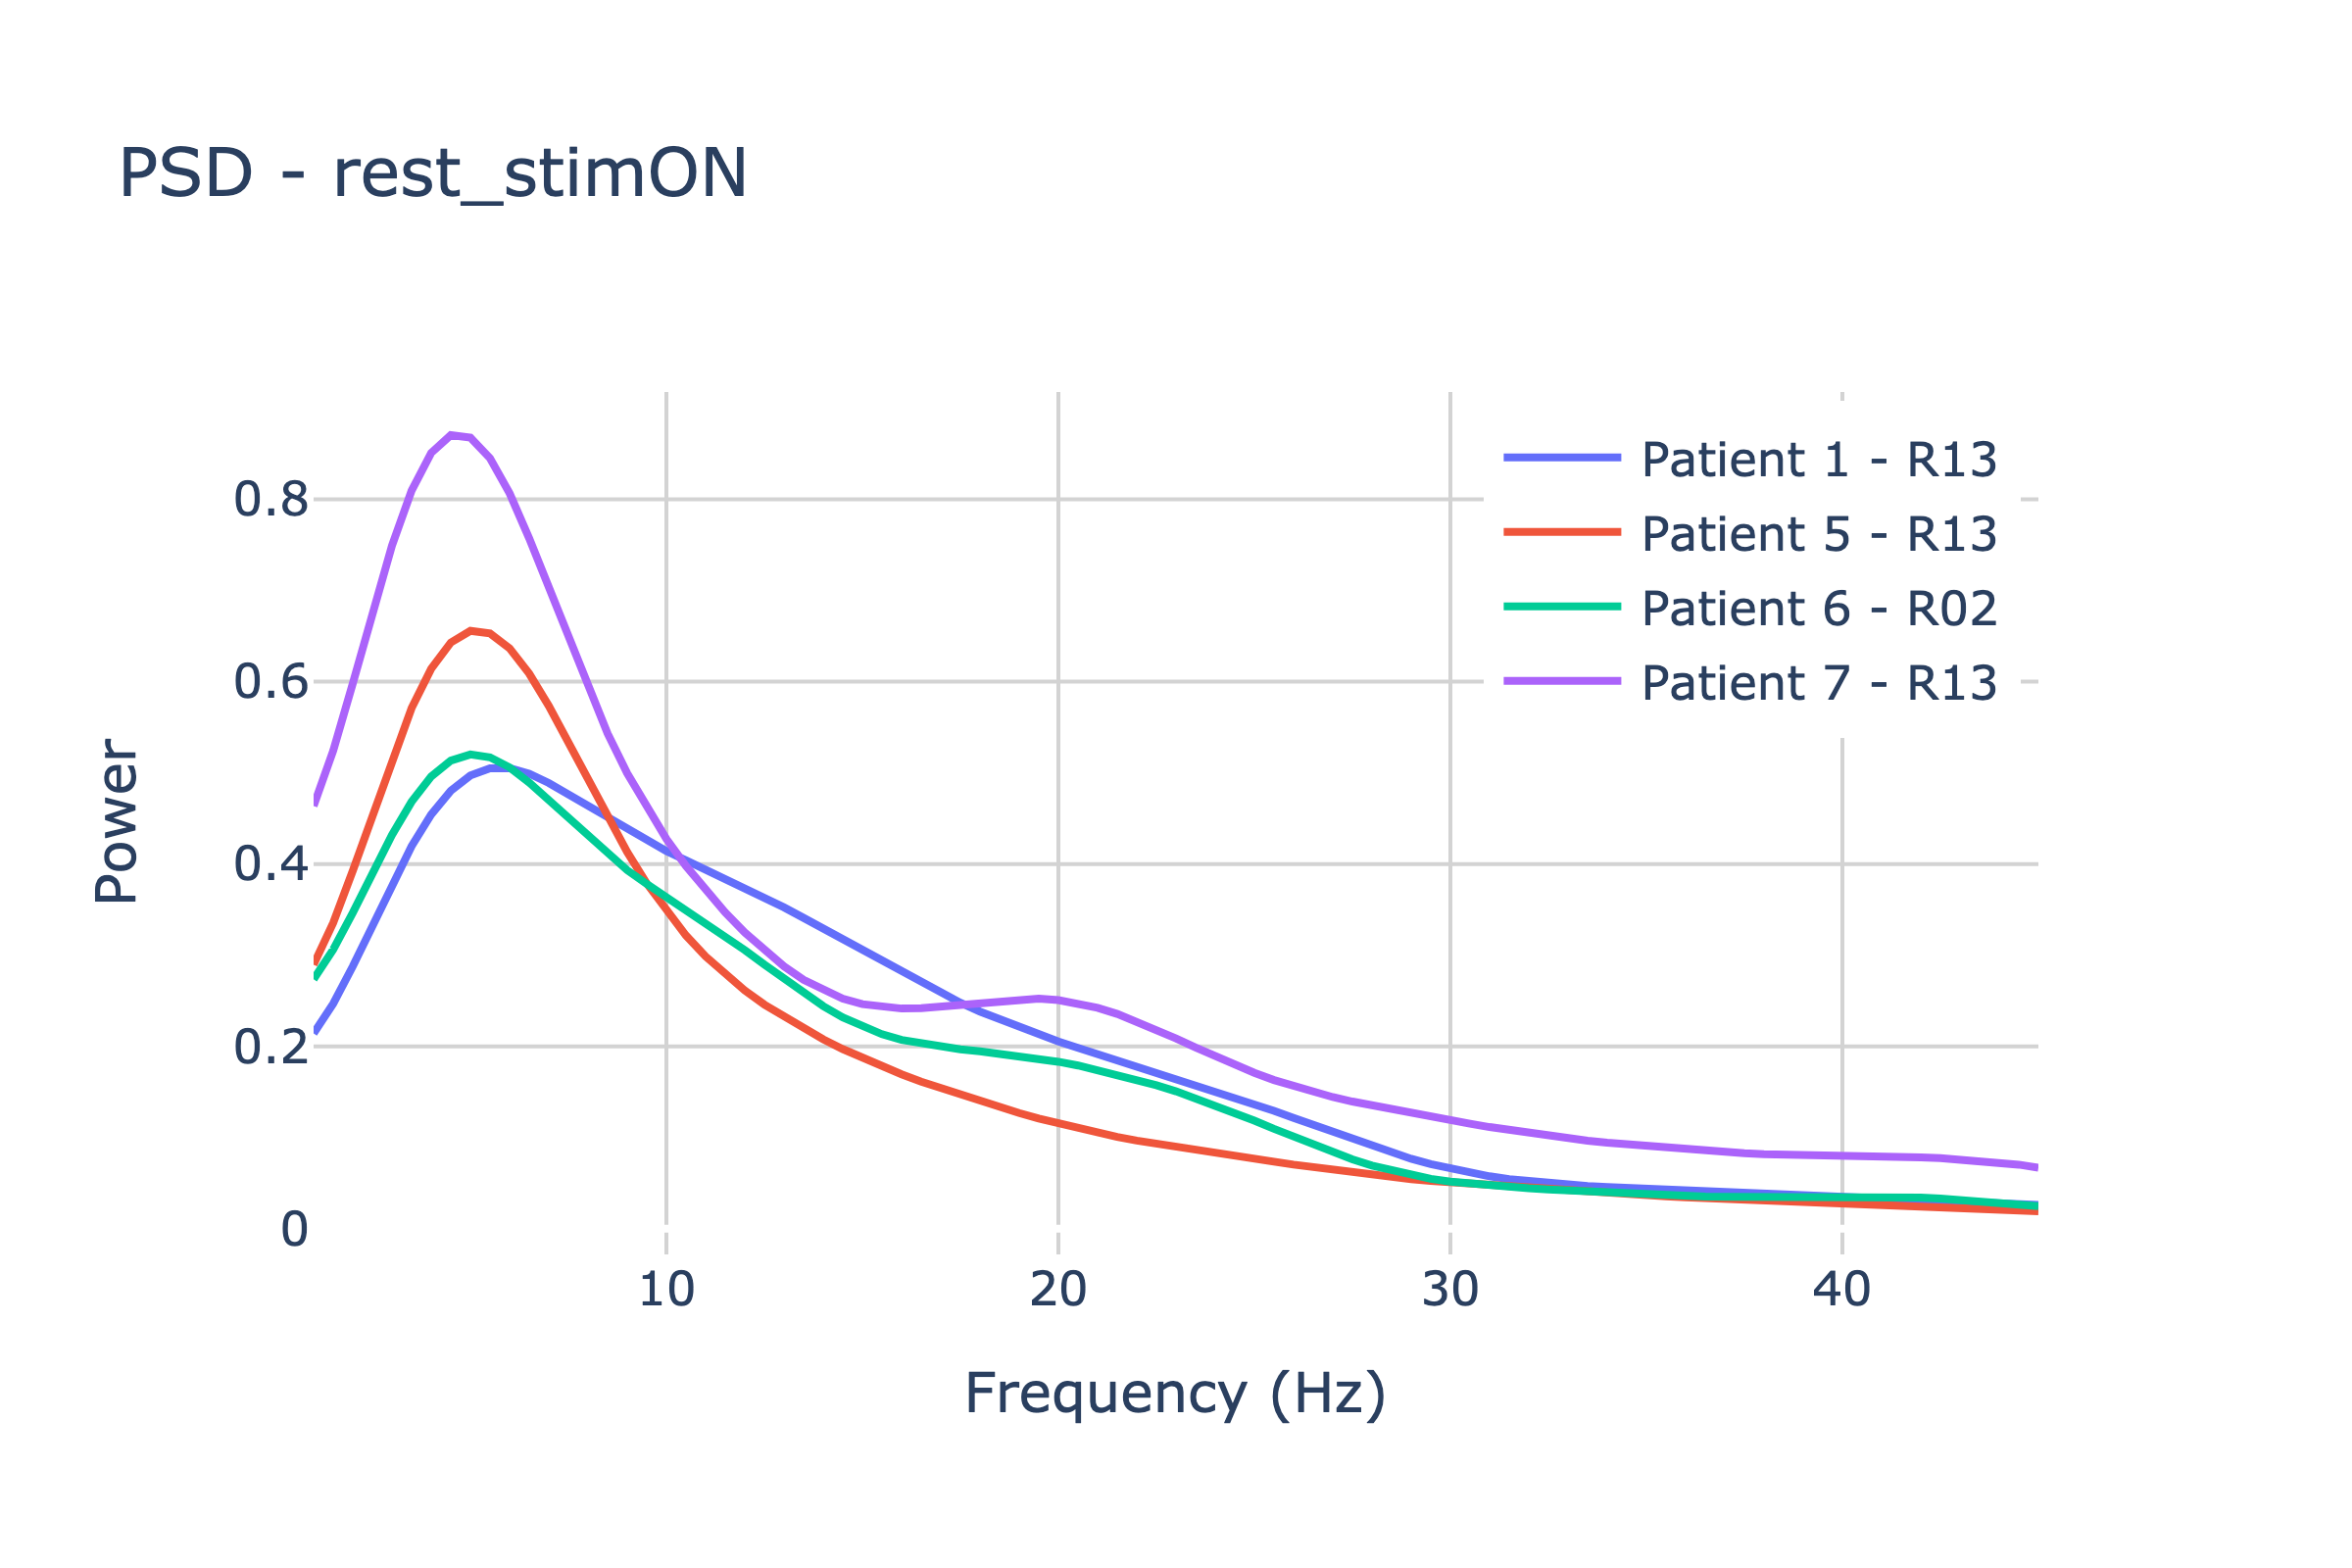 PSD - rest_stimON
Patient 1 - R13
Patient 5 - R13
Patient 6 - R02
Patient 7 - R13
Power
0.8
0.6
0.4
0.2
0
10 20 30 40
Frequency (Hz)